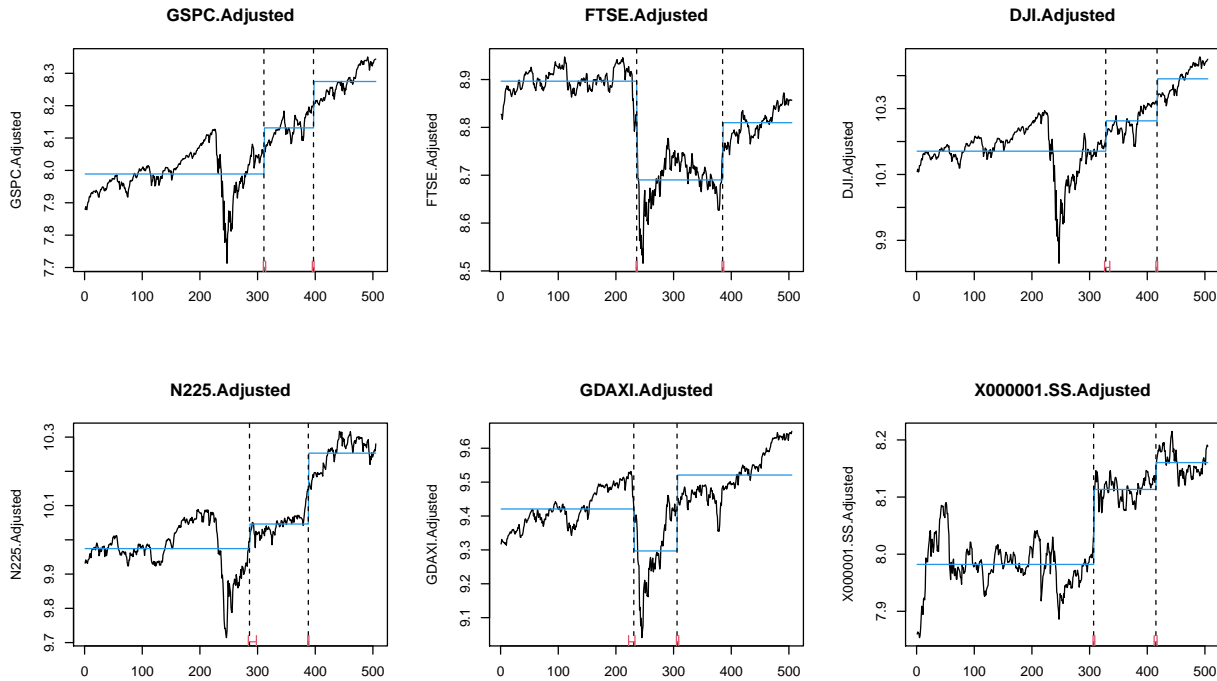 GSPC.Adjusted
GSPC.Adjusted
7.7 7.8 7.9 8.0 8.1 8.2 8.3
0 100 200 300 400 500
FTSE.Adjusted
FTSE.Adjusted
8.5 8.6 8.7 8.8 8.9
0 100 200 300 400 500
DJI.Adjusted
DJI.Adjusted
9.9 10.1 10.3
0 100 200 300 400 500
N225.Adjusted
N225.Adjusted
9.7 9.8 9.9 10.1 10.3
0 100 200 300 400 500
GDAXI.Adjusted
GDAXI.Adjusted
9.1 9.2 9.3 9.4 9.5 9.6
0 100 200 300 400 500
X000001.SS.Adjusted
X000001.SS.Adjusted
7.9 8.0 8.1 8.2
0 100 200 300 400 500